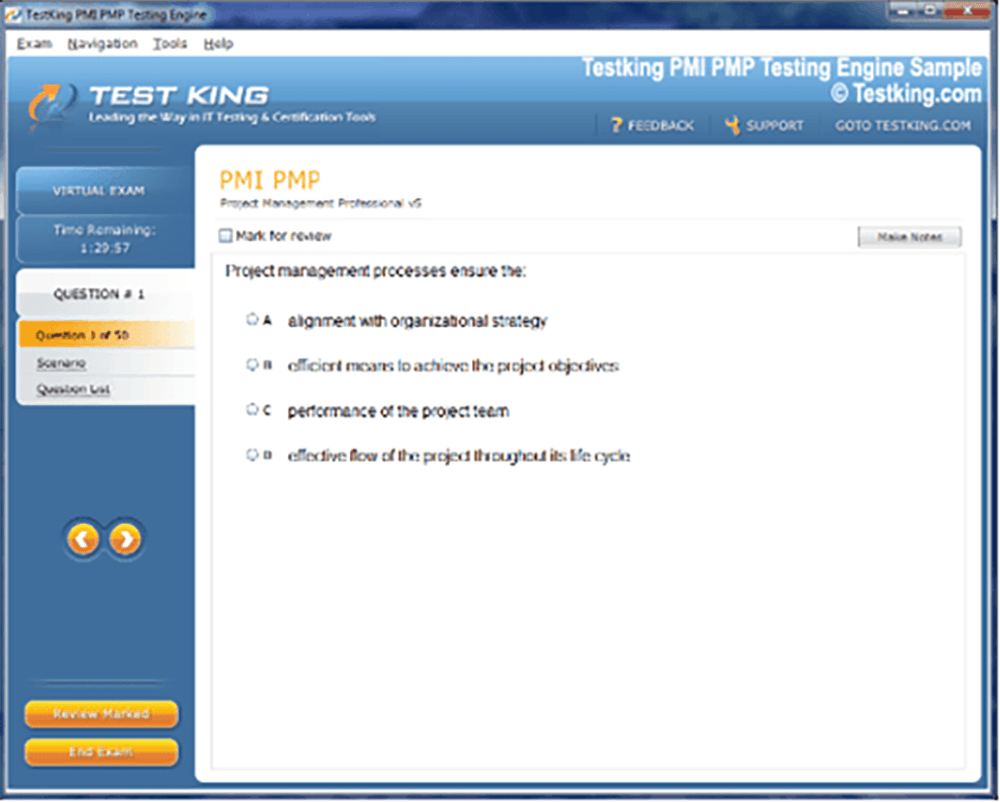 TestKing PMI PMP Testing Engine
Exam Navigation Tools Help
Testking PMI PMP Testing Engine Sample
© Testking.com
TEST KING
Leading the Way in IT Testing & Certification Tools
? FEEDBACK SUPPORT GOTO TESTKING.COM
VIRTUAL EXAM
Time Remaining:
1:29:57
QUESTION # 1
Question 1 of 50
Scenario
Question List
Review Marked
End Exam
PMI PMP
Project Management Professional v5
Mark for review
Make Notes
Project management processes ensure the:
A alignment with organizational strategy
B efficient means to achieve the project objectives
C performance of the project team
D effective flow of the project throughout its life cycle